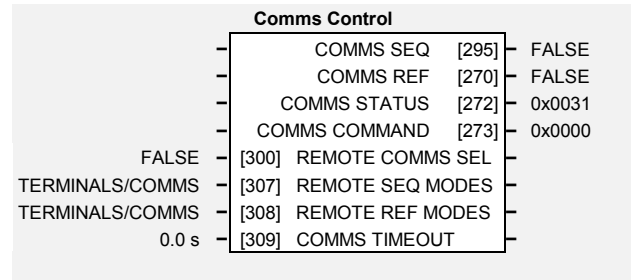 Comms Control
COMMS SEQ [295] FALSE
COMMS REF [270] FALSE
COMMS STATUS [272] 0x0031
COMMS COMMAND [273] 0x0000
FALSE [300] REMOTE COMMS SEL
TERMINALS/COMMS [307] REMOTE SEQ MODES
TERMINALS/COMMS [308] REMOTE REF MODES
0.0 s [309] COMMS TIMEOUT